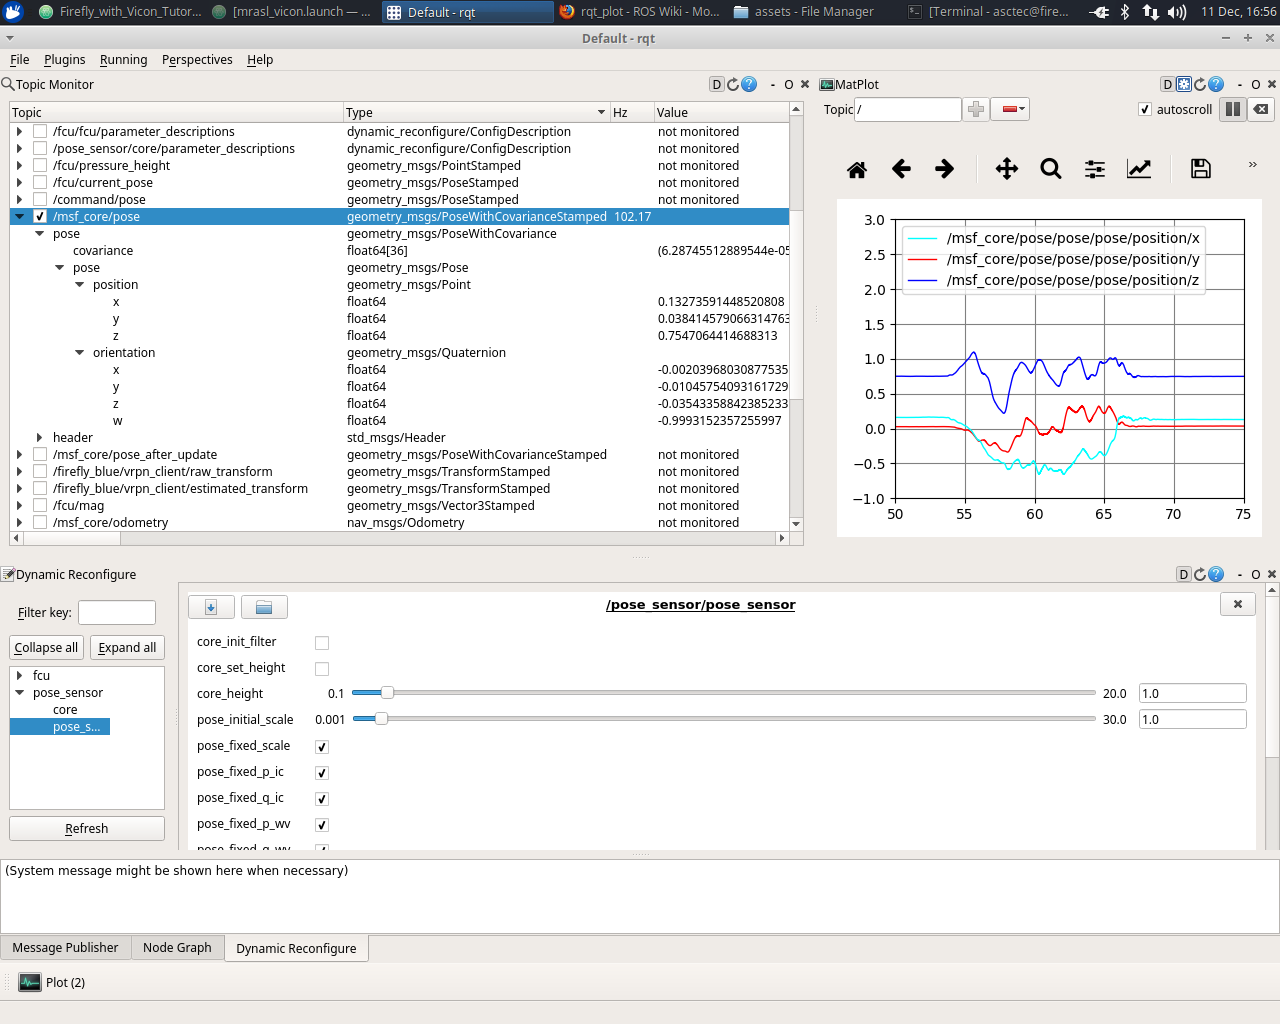 Firefly_with_Vicon_Tutor... [mrasl_vicon.launch — ... Default - rqt rqt_plot - ROS Wiki - Mo... assets - File Manager [Terminal - asctec@fire... 11 Dec, 16:56
Default - rqt
File Plugins Running Perspectives Help
Topic Monitor D ? - O
MatPlot D ? - O
Topic / autoscroll
Topic Type Hz Value
/fcu/fcu/parameter_descriptions dynamic_reconfigure/ConfigDescription not monitored
/pose_sensor/core/parameter_descriptions dynamic_reconfigure/ConfigDescription not monitored
/fcu/pressure_height geometry_msgs/PointStamped not monitored
/fcu/current_pose geometry_msgs/PoseStamped not monitored
/command/pose geometry_msgs/PoseStamped not monitored
/msf_core/pose geometry_msgs/PoseWithCovarianceStamped 102.17
pose geometry_msgs/PoseWithCovariance
covariance float64[36] (6.28745512889544e-05
pose geometry_msgs/Pose
position geometry_msgs/Point
x float64 0.13273591448520808
y float64 0.038414579066314763
z float64 0.7547064414688313
orientation geometry_msgs/Quaternion
x float64 -0.00203968030877535
y float64 -0.01045754093161729
z float64 -0.03543358842385233
w float64 -0.9993152357255997
header std_msgs/Header
/msf_core/pose_after_update geometry_msgs/PoseWithCovarianceStamped not monitored
/firefly_blue/vrpn_client/raw_transform geometry_msgs/TransformStamped not monitored
/firefly_blue/vrpn_client/estimated_transform geometry_msgs/TransformStamped not monitored
/fcu/mag geometry_msgs/Vector3Stamped not monitored
/msf_core/odometry nav_msgs/Odometry not monitored
»
/msf_core/pose/pose/pose/position/x
/msf_core/pose/pose/pose/position/y
/msf_core/pose/pose/pose/position/z
3.0
2.5
2.0
1.5
1.0
0.5
0.0
−0.5
−1.0
50 55 60 65 70 75
Dynamic Reconfigure D ? - O
Filter key:
Collapse all Expand all
fcu
pose_sensor
core
pose_s...
Refresh
/pose_sensor/pose_sensor
core_init_filter
core_set_height
core_height 0.1 20.0 1.0
pose_initial_scale 0.001 30.0 1.0
pose_fixed_scale
pose_fixed_p_ic
pose_fixed_q_ic
pose_fixed_p_wv
pose_fixed_q_wv
(System message might be shown here when necessary)
Message Publisher Node Graph Dynamic Reconfigure
Plot (2)